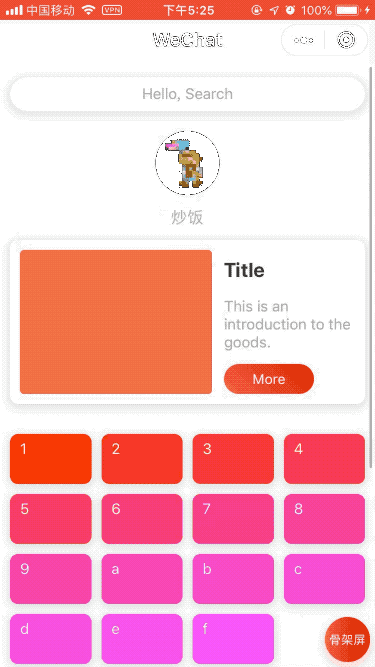 中国移动 VPN 下午5:25 100%
WeChat
Hello, Search
炒饭
Title
This is an
introduction to the
goods.
More
1 2 3 4
5 6 7 8
9 a b c
d e f
骨架屏